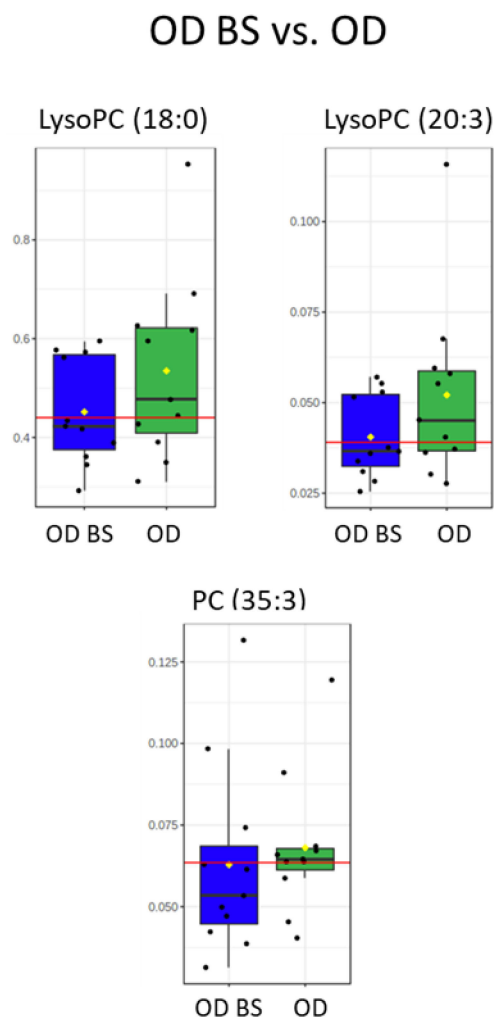 OD BS vs. OD
LysoPC (18:0)
0.8
0.6
0.4
OD BS OD
LysoPC (20:3)
0.100
0.075
0.050
0.025
OD BS OD
PC (35:3)
0.125
0.100
0.075
0.050
OD BS OD